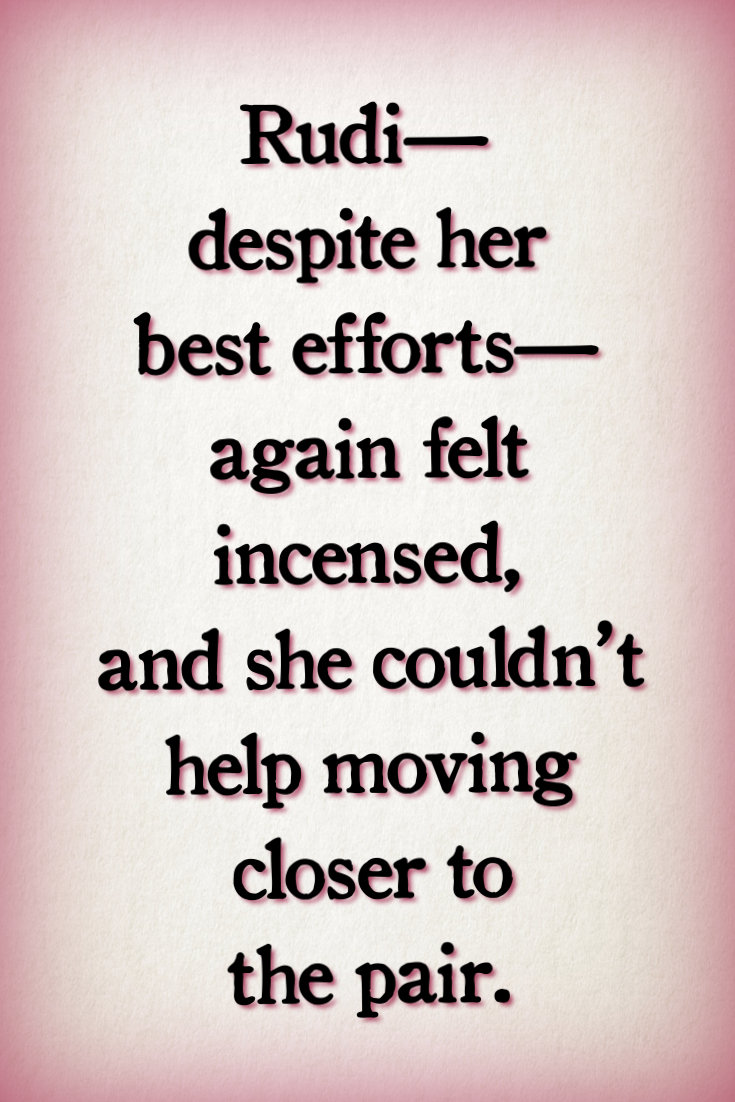 Rudi—
despite her
best efforts—
again felt
incensed,
and she couldn’t
help moving
closer to
the pair.